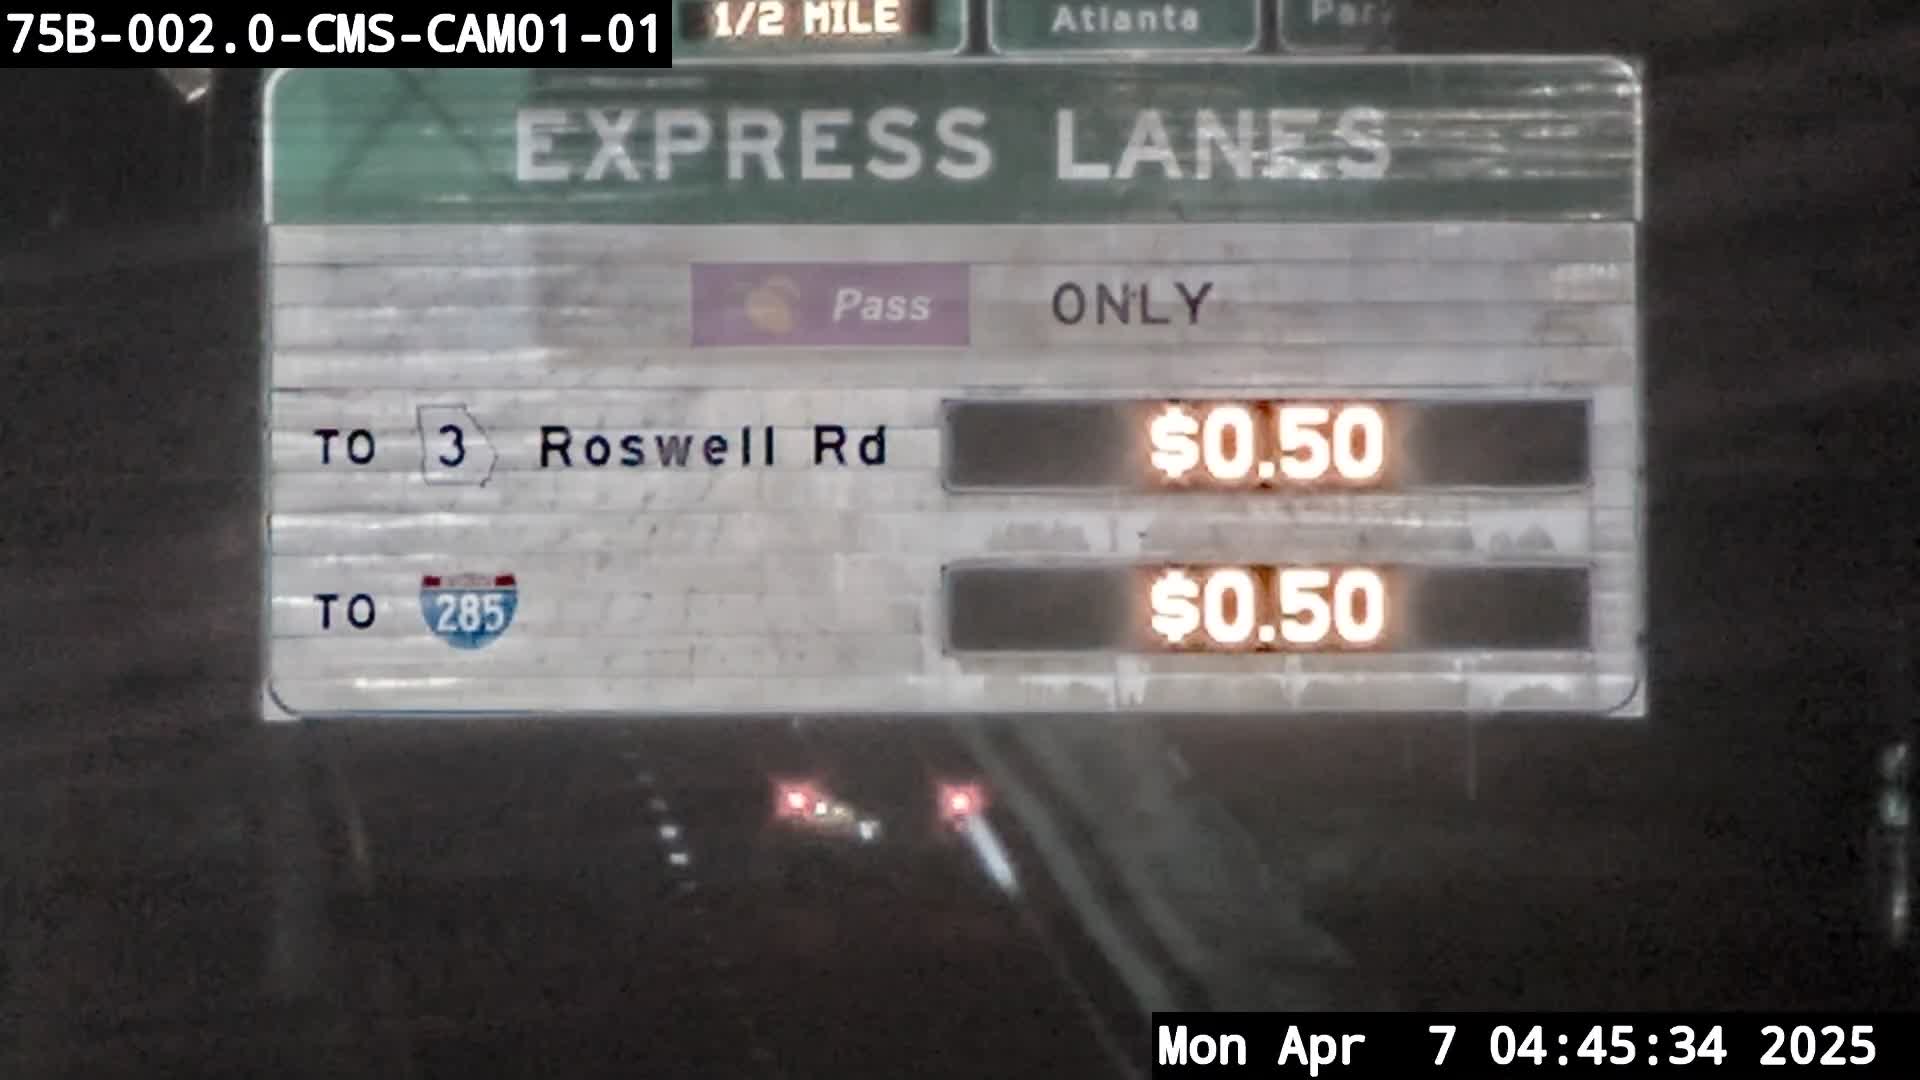 75B-002.0-CMS-CAM01-01
1/2 MILE
Atlanta
EXPRESS LANES
Pass ONLY
TO 3 Roswell Rd $0.50
TO 285 $0.50
Mon Apr 7 04:45:34 2025